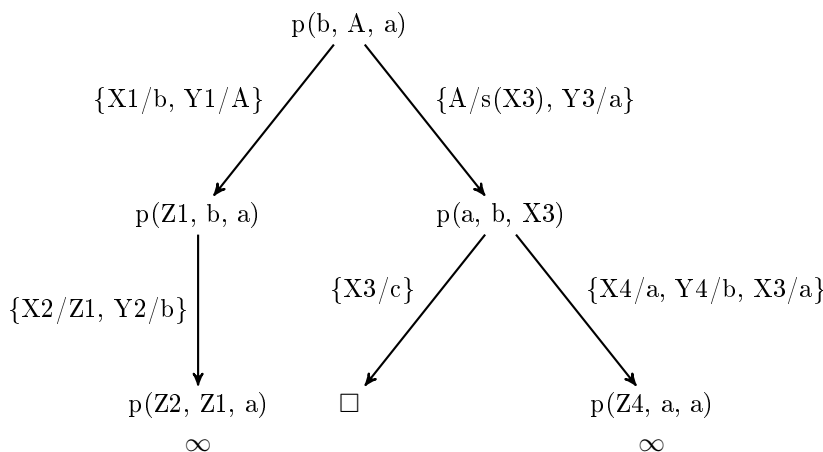 p(b, A, a)
{X1/b, Y1/A}
{A/s(X3), Y3/a}
p(Z1, b, a)
p(a, b, X3)
{X2/Z1, Y2/b}
{X3/c}
{X4/a, Y4/b, X3/a}
p(Z2, Z1, a)
□
p(Z4, a, a)
∞
∞